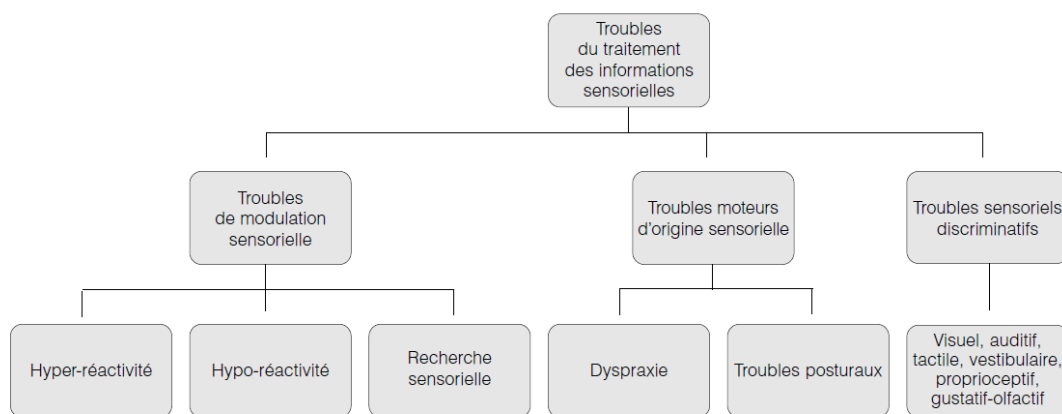 Troubles
du traitement
des informations
sensorielles
Troubles
de modulation
sensorielle
Troubles moteurs
d'origine sensorielle
Troubles sensoriels
discriminatifs
Hyper-réactivité
Hypo-réactivité
Recherche
sensorielle
Dyspraxie
Troubles posturaux
Visuel, auditif,
tactile, vestibulaire,
proprioceptif,
gustatif-olfactif